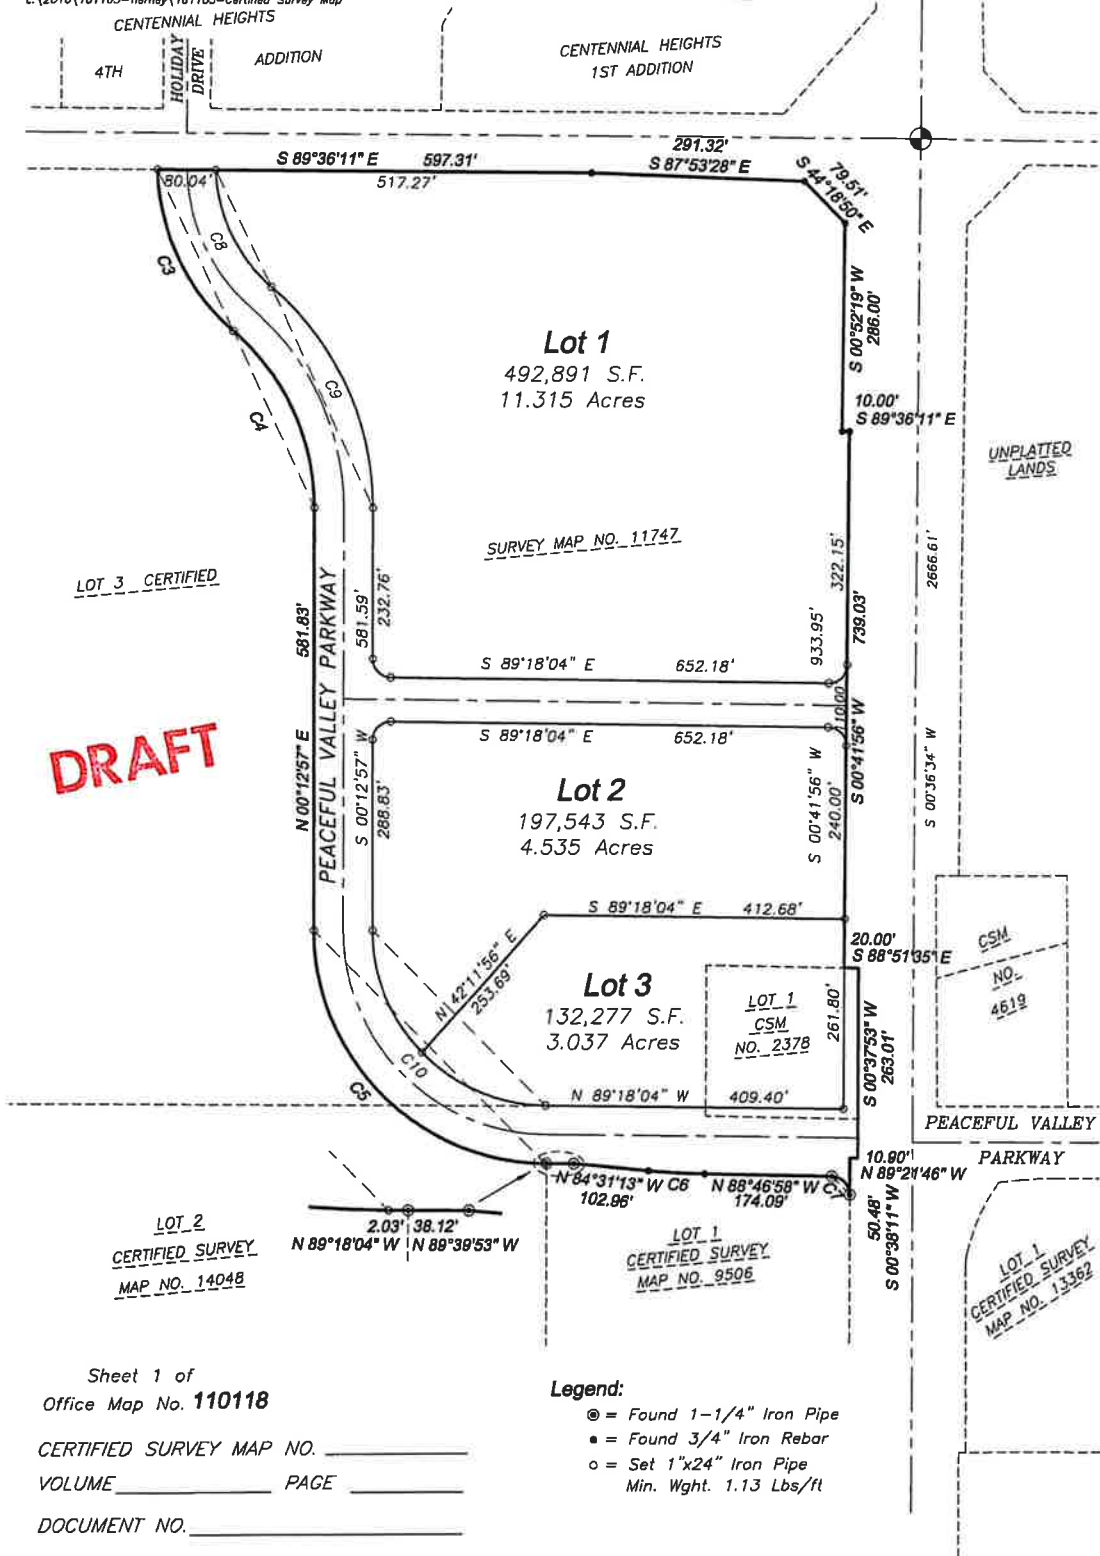 CENTENNIAL HEIGHTS
4TH
HOLIDAY
DRIVE
ADDITION
CENTENNIAL HEIGHTS
1ST ADDITION
291.32'
S 89°36'11" E 597.31'
S 87°53'28" E
80.04'
517.27'
79.51'
S 44°18'50" E
C8
C3
S 00°52'19" W
286.00'
Lot 1
492,891 S.F.
11.315 Acres
C9
C4
10.00'
S 89°36'11" E
UNPLATTED
LANDS
SURVEY MAP NO. 11747
LOT 3 CERTIFIED
581.83'
PEACEFUL VALLEY PARKWAY
581.59'
232.76'
322.15'
933.95'
739.03'
2666.61'
S 89°18'04" E 652.18'
110.00
S 89°18'04" E 652.18'
DRAFT
N 00°12'57" E
S 00°12'57" W
288.83'
Lot 2
197,543 S.F.
4.535 Acres
S 00°41'56" W
240.00'
S 00°41'56" W
S 00°36'34" W
S 89°18'04" E 412.68'
20.00'
S 88°51'35" E
CSM
NO.
4619
N 42°11'56" E
253.69'
Lot 3
132,277 S.F.
3.037 Acres
LOT 1
CSM
NO. 2378
261.80'
S 00°37'53" W
263.01'
C10
C5
N 89°18'04" W 409.40'
PEACEFUL VALLEY
PARKWAY
10.90'
N 89°21'46" W
N 84°31'13" W C6
102.96'
N 88°46'58" W
174.09'
C7
50.48'
S 00°38'11" W
2.03' 38.12'
N 89°18'04" W N 89°39'53" W
LOT 2
CERTIFIED SURVEY
MAP NO. 14048
LOT 1
CERTIFIED SURVEY
MAP NO. 9506
LOT 1
CERTIFIED SURVEY
MAP NO. 13362
Sheet 1 of
Office Map No. 110118
CERTIFIED SURVEY MAP NO.
VOLUME PAGE
DOCUMENT NO.
Legend:
= Found 1-1/4" Iron Pipe
= Found 3/4" Iron Rebar
= Set 1"x24" Iron Pipe
Min. Wght. 1.13 Lbs/ft